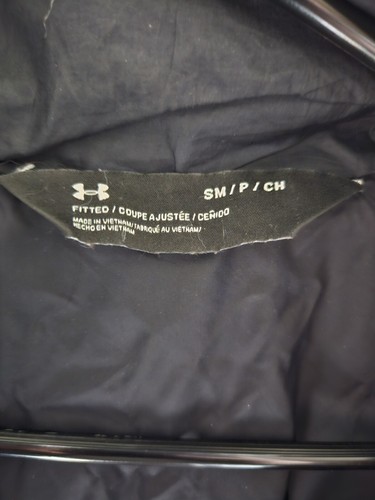 SM / P / CH
FITTED / COUPE AJUSTÉE / CEÑIDO
MADE IN VIETNAM / FABRIQUÉ AU VIETNAM /
HECHO EN VIETNAM